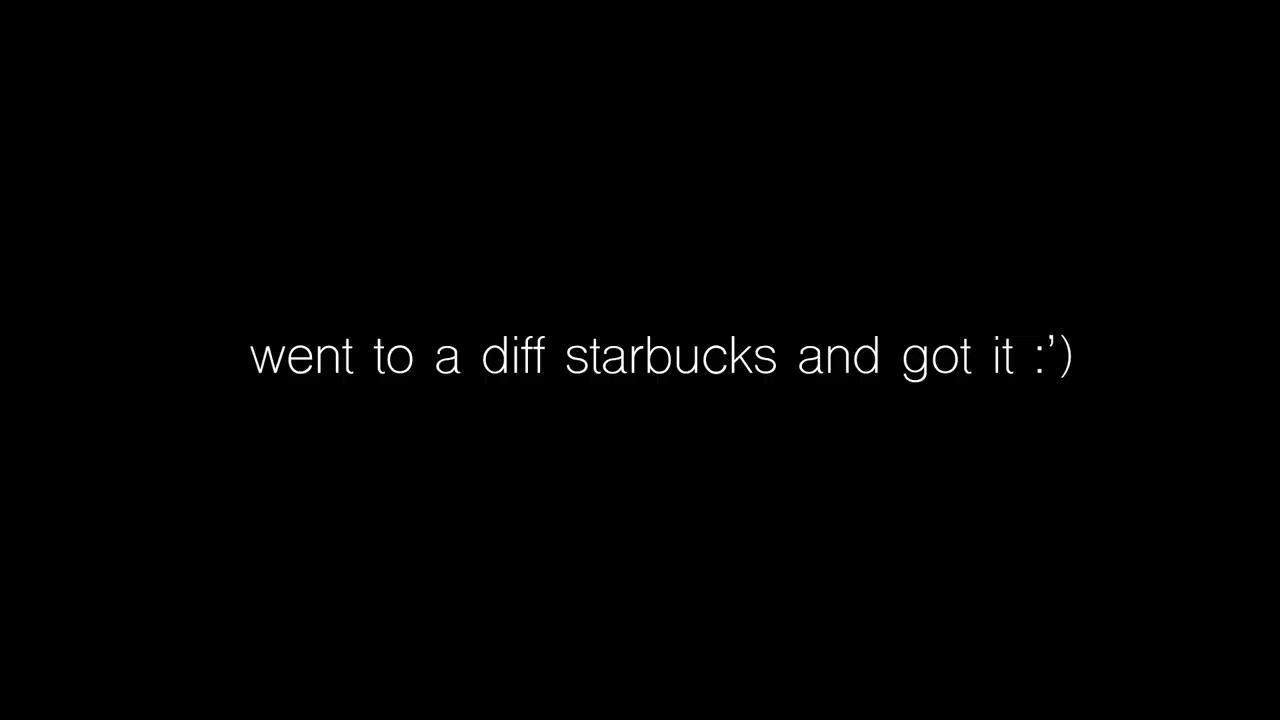 went to a diff starbucks and got it :’)